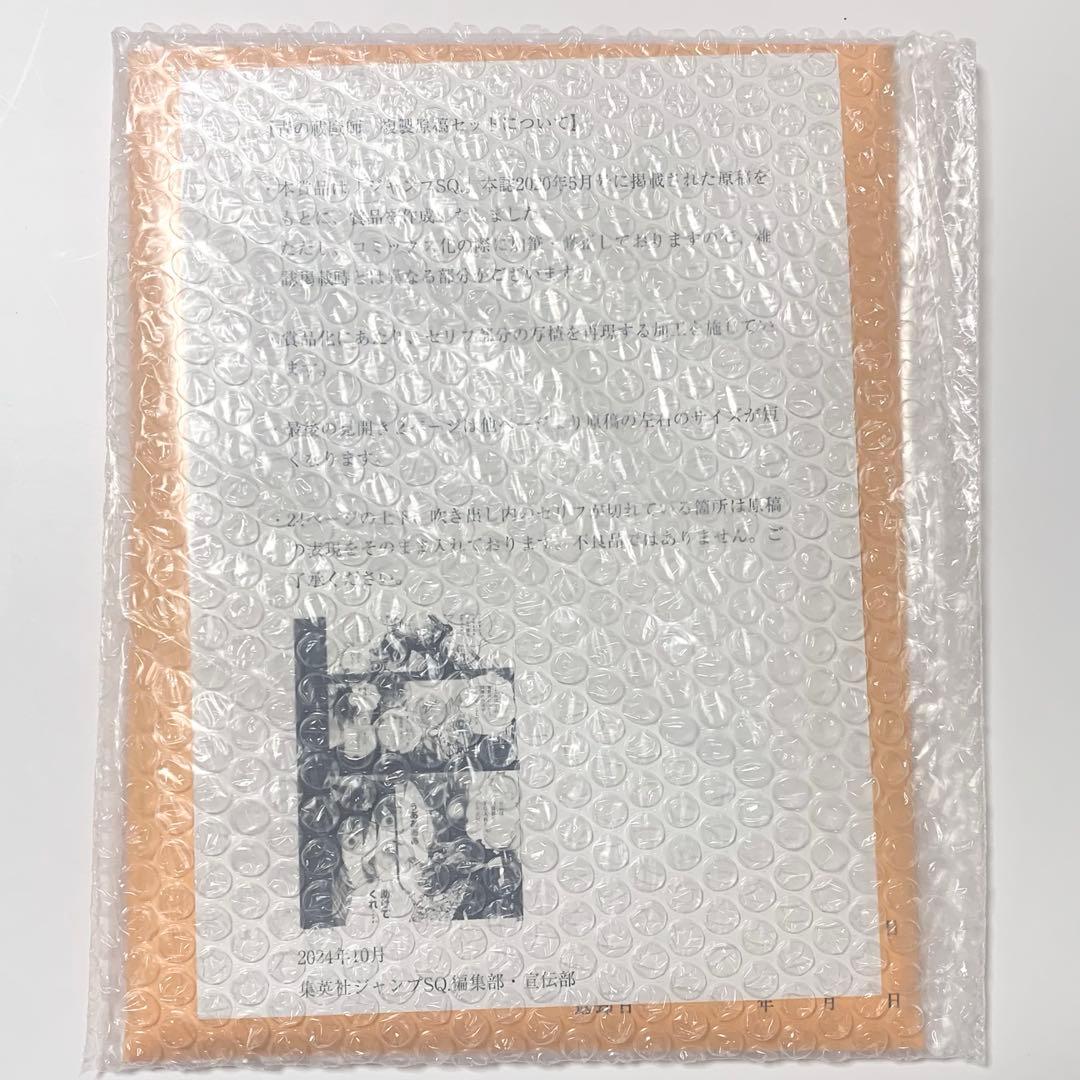 【青の祓魔師 複製原稿セットについて】
・本賞品は「ジャンプSQ.」本誌2020年5月号に掲載された原稿を
もとに、賞品を作成いたしました。
ただし、コミックス化の際に加筆・修正しておりますので、雑
誌掲載時とは異なる部分がございます。
・賞品化にあたり、セリフ部分の写植を再現する加工を施してい
ます。
・最後の見開き2ページは他ページより原稿の左右のサイズが短
くなります。
ページの上下、吹き出し内のセリフが切れている箇所は原稿
の表現をそのまま入れております。不良品ではありません。ご
了承ください。
あげて
くれ…
2024年10月
集英社ジャンプSQ.編集部・宣伝部
年 月 日